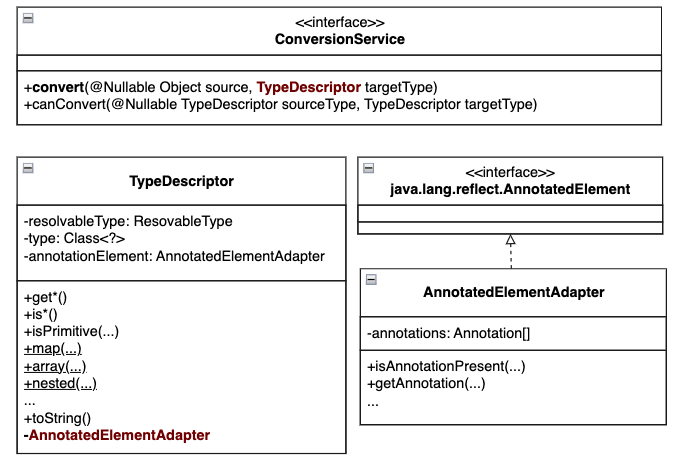 <<interface>>
ConversionService
+convert(@Nullable Object source, TypeDescriptor targetType)
+canConvert(@Nullable TypeDescriptor sourceType, TypeDescriptor targetType)
TypeDescriptor
-resolvableType: ResovableType
-type: Class<?>
-annotationElement: AnnotatedElementAdapter
+get*()
+is*()
+isPrimitive(...)
+map(...)
+array(...)
+nested(...)
...
+toString()
-AnnotatedElementAdapter
<<interface>>
java.lang.reflect.AnnotatedElement
AnnotatedElementAdapter
-annotations: Annotation[]
+isAnnotationPresent(...)
+getAnnotation(...)
...